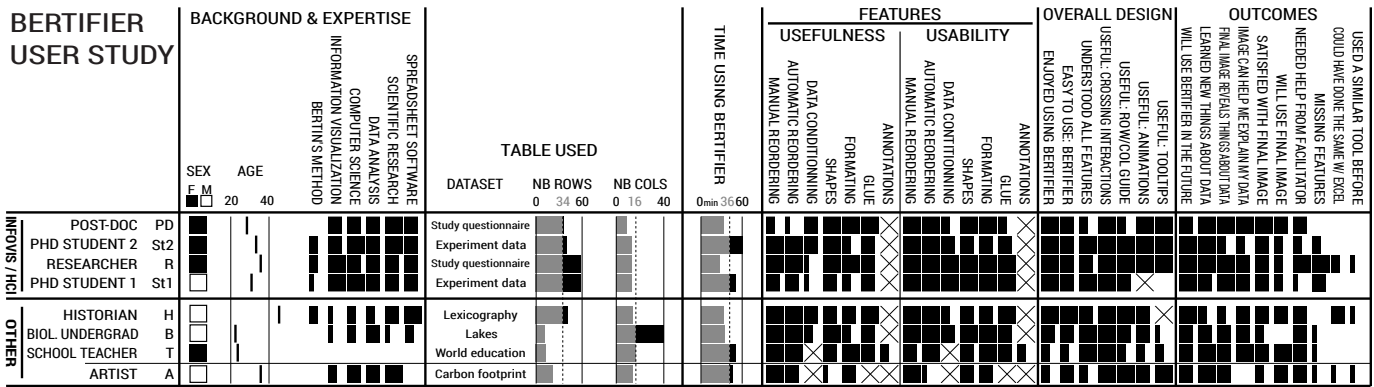 BERTIFIER
USER STUDY
BACKGROUND & EXPERTISE
FEATURES
OVERALL DESIGN
OUTCOMES
USEFULNESS
USABILITY
BERTIN'S METHOD
INFORMATION VISUALIZATION
COMPUTER SCIENCE
DATA ANALYSIS
SCIENTIFIC RESEARCH
SPREADSHEET SOFTWARE
TIME USING BERTIFIER
MANUAL REORDERING
AUTOMATIC REORDERING
DATA CONDITIONNING
SHAPES
FORMATING
GLUE
ANNOTATIONS
MANUAL REORDERING
AUTOMATIC REORDERING
DATA CONTITIONNING
SHAPES
FORMATING
GLUE
ANNOTATIONS
ENJOYED USING BERTIFIER
EASY TO USE: BERTIFIER
UNDERSTOOD ALL FEATURES
USEFUL: CROSSING INTERACTIONS
USEFUL: ROW/COL GUIDE
USEFUL: ANIMATIONS
USEFUL: TOOLTIPS
WILL USE BERTIFIER IN THE FUTURE
LEARNED NEW THINGS ABOUT DATA
FINAL IMAGE REVEALS THINGS ABOUT DATA
IMAGE CAN HELP ME EXPLAIN MY DATA
SATISFIED WITH FINAL IMAGE
WILL USE FINAL IMAGE
NEEDED HELP FROM FACILITATOR
MISSING FEATURES
COULD HAVE DONE THE SAME W/ EXCEL
USED A SIMILAR TOOL BEFORE
TABLE USED
SEX AGE
F M
20 40
DATASET NB ROWS NB COLS
0 34 60 0 16 40 0min 36 60
INFOVIS / HCI
POST-DOC PD Study questionnaire
PHD STUDENT 2 St2 Experiment data
RESEARCHER R Study questionnaire
PHD STUDENT 1 St1 Experiment data
OTHER
HISTORIAN H Lexicography
BIOL. UNDERGRAD B Lakes
SCHOOL TEACHER T World education
ARTIST A Carbon footprint